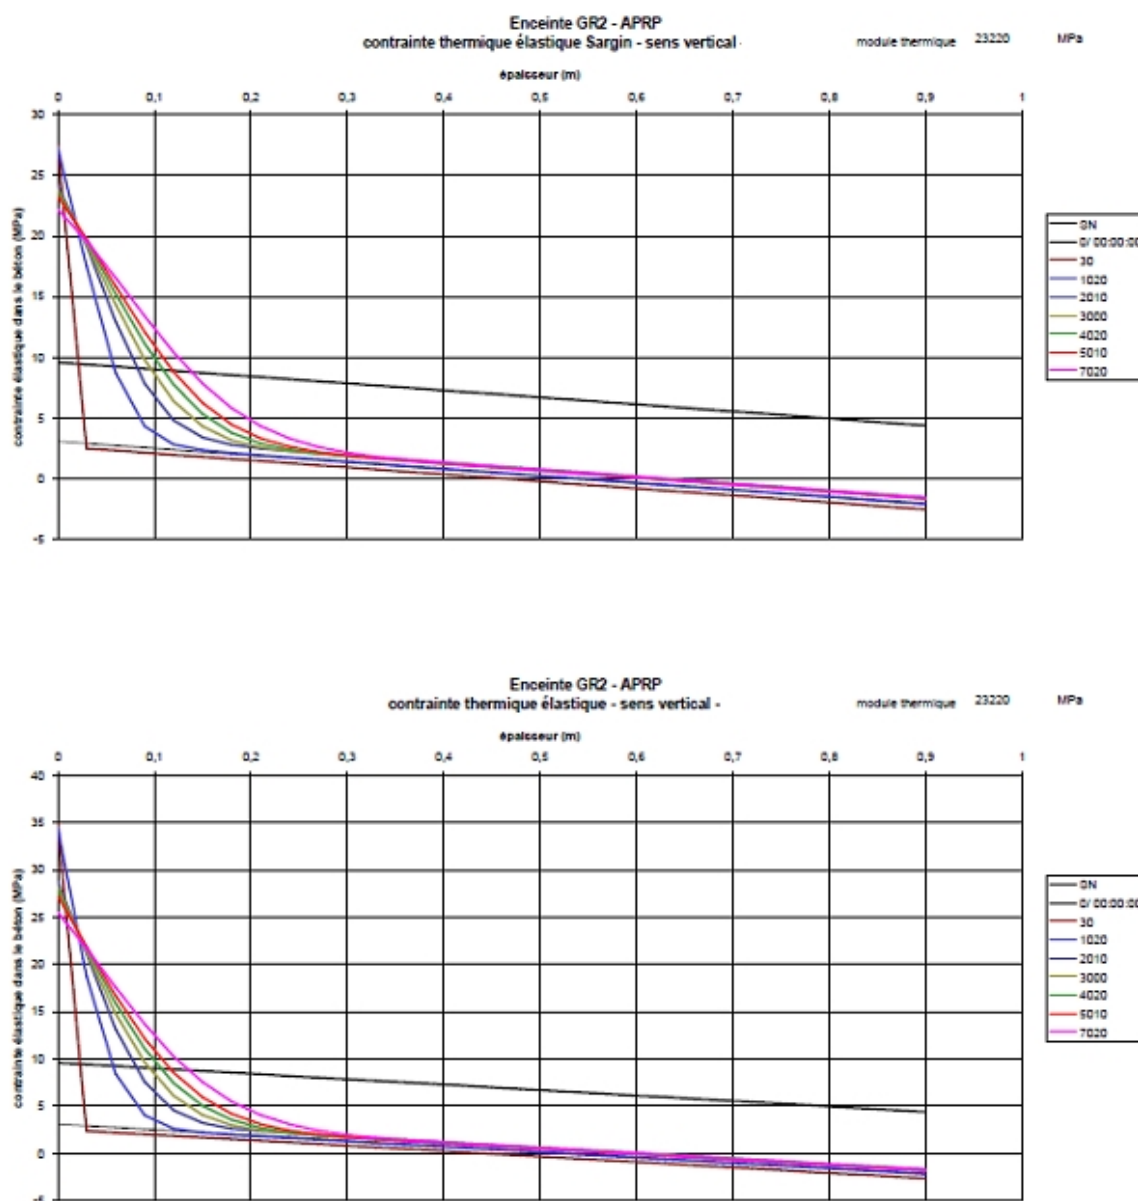 Enceinte GR2 - APRP
contrainte thermique élastique Sargin - sens vertical -
module thermique 23220 MPa
épaisseur (m)
0 0,1 0,2 0,3 0,4 0,5 0,6 0,7 0,8 0,9 1
30
25
20
15
10
5
0
-5
contrainte élastique dans le béton (MPa)
GN
0/ 00:00:00
30
1020
2010
3000
4020
5010
7020
Enceinte GR2 - APRP
contrainte thermique élastique - sens vertical -
module thermique 23220 MPa
épaisseur (m)
0 0,1 0,2 0,3 0,4 0,5 0,6 0,7 0,8 0,9 1
40
35
30
25
20
15
10
5
0
-5
contrainte élastique dans le béton (MPa)
GN
0/ 00:00:00
30
1020
2010
3000
4020
5010
7020